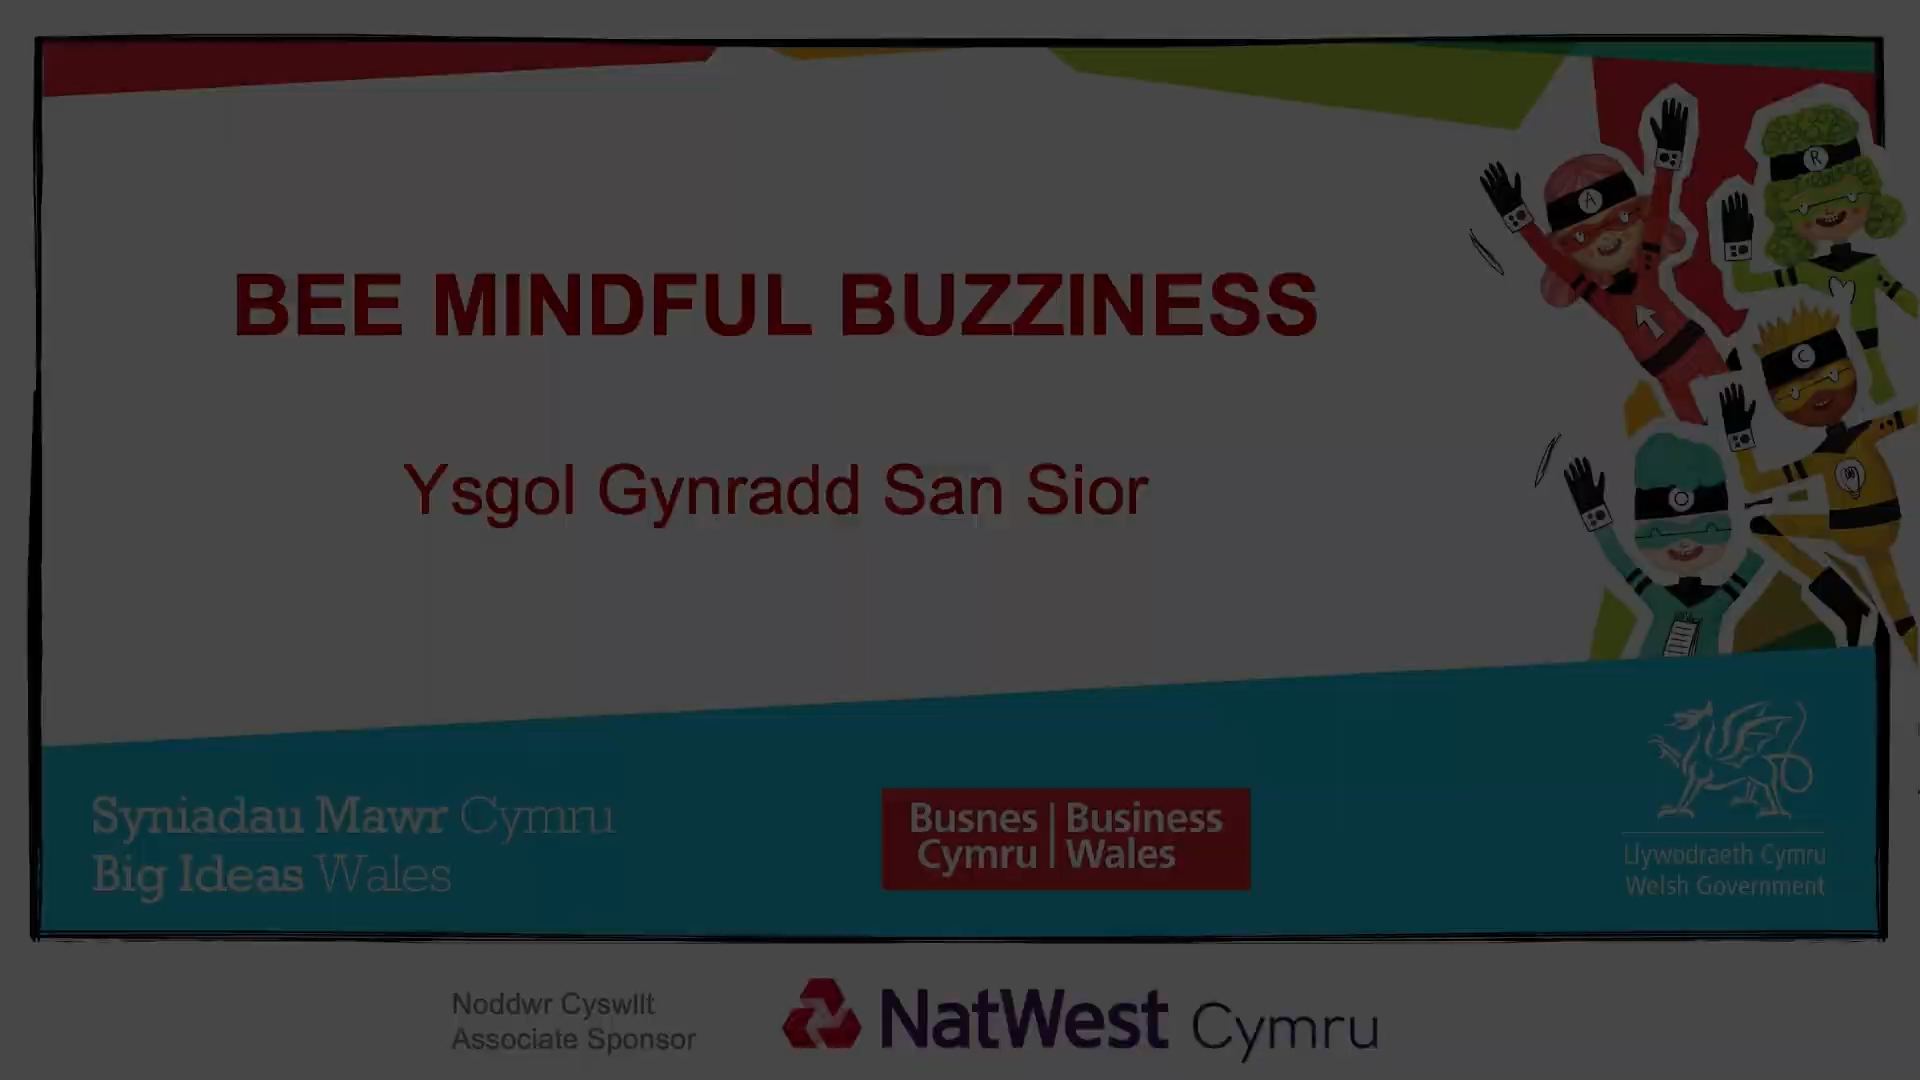 BEE MINDFUL BUZZINESS
Ysgol Gynradd San Sior
A
R
C
C
Syniadau Mawr Cymru
Big Ideas Wales
Busnes Cymru
Business Wales
Llywodraeth Cymru
Welsh Government
Noddwr Cyswllt
Associate Sponsor
NatWest Cymru